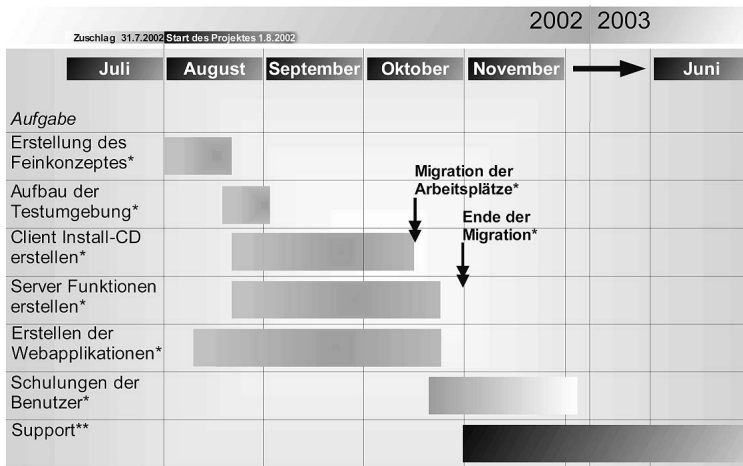 2002 2003
Zuschlag 31.7.2002 Start des Projektes 1.8.2002
Juli August September Oktober November Juni
Aufgabe
Erstellung des
Feinkonzeptes*
Migration der
Arbeitsplätze*
Aufbau der
Testumgebung*
Ende der
Migration*
Client Install-CD
erstellen*
Server Funktionen
erstellen*
Erstellen der
Webapplikationen*
Schulungen der
Benutzer*
Support**